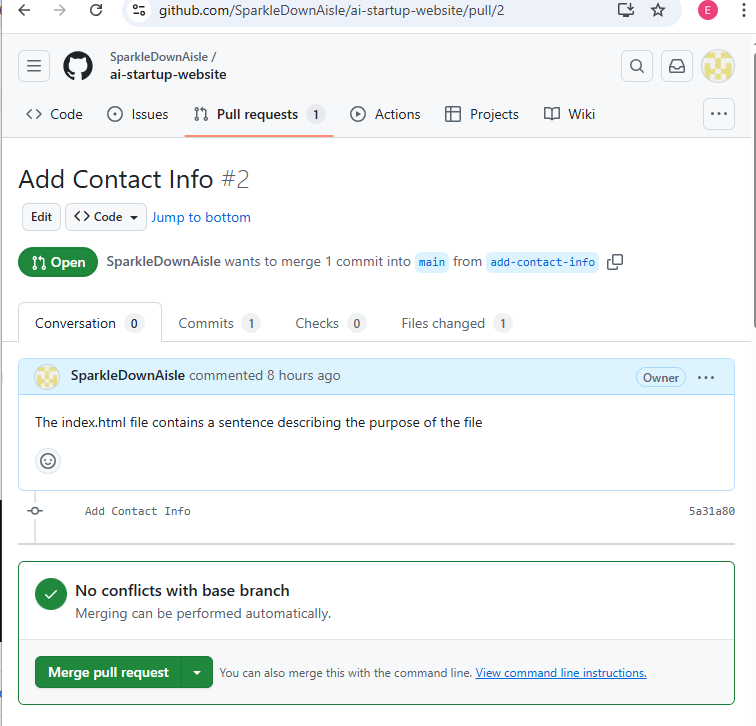 github.com/SparkleDownAisle/ai-startup-website/pull/2
E
SparkleDownAisle /
ai-startup-website
Code Issues Pull requests 1 Actions Projects Wiki
Add Contact Info #2
Edit <> Code Jump to bottom
Open SparkleDownAisle wants to merge 1 commit into main from add-contact-info
Conversation 0 Commits 1 Checks 0 Files changed 1
SparkleDownAisle commented 8 hours ago Owner
The index.html file contains a sentence describing the purpose of the file
Add Contact Info 5a31a80
No conflicts with base branch
Merging can be performed automatically.
Merge pull request You can also merge this with the command line. View command line instructions.